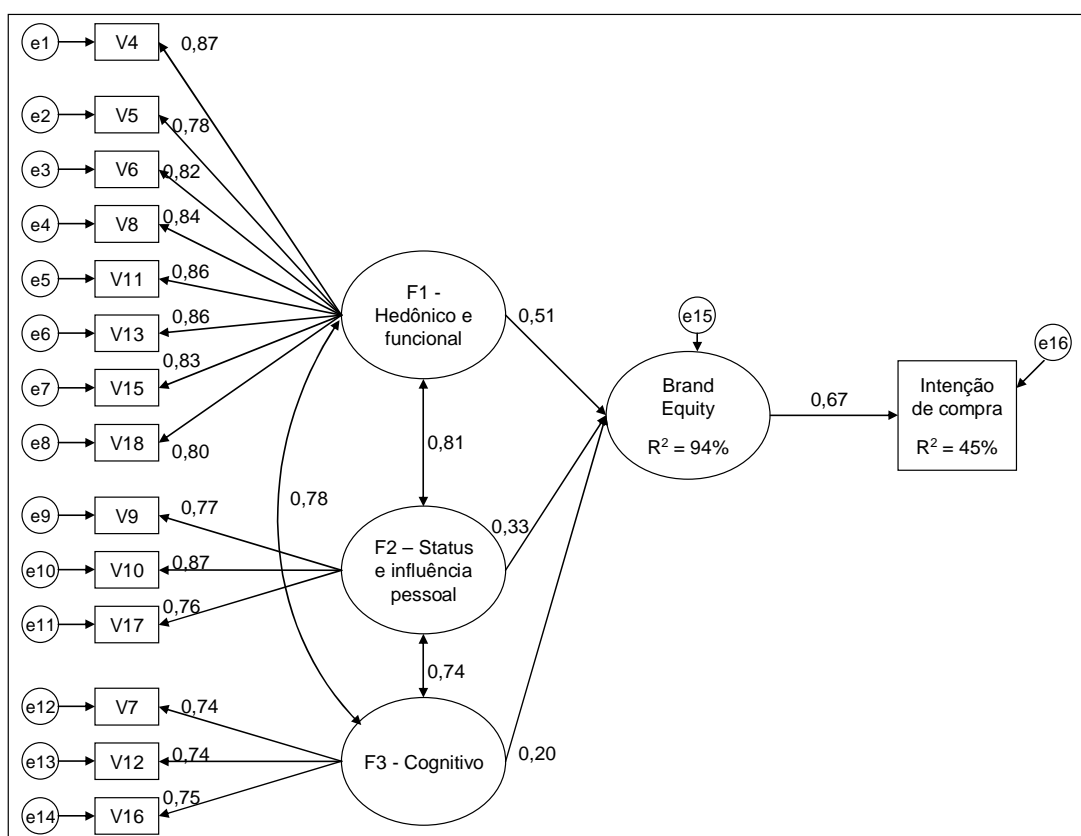 e1
V4
0,87
e2
V5
0,78
e3
V6
0,82
e4
V8
0,84
e5
V11
0,86
e6
V13
0,86
e7
V15
0,83
e8
V18
0,80
e9
V9
0,77
e10
V10
0,87
e11
V17
0,76
e12
V7
0,74
e13
V12
0,74
e14
V16
0,75
F1 -
Hedônico e
funcional
0,81
0,78
F2 – Status
e influência
pessoal
0,74
F3 - Cognitivo
0,51
0,33
0,20
e15
Brand
Equity
R² = 94%
0,67
e16
Intenção
de compra
R² = 45%